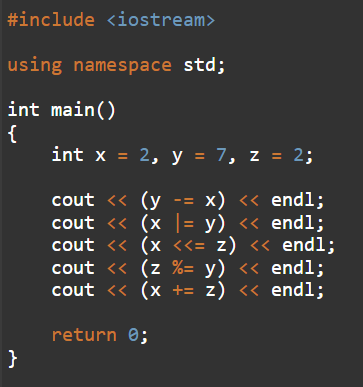 #include <iostream>
using namespace std;
int main()
{
int x = 2, y = 7, z = 2;
cout << (y -= x) << endl;
cout << (x |= y) << endl;
cout << (x <<= z) << endl;
cout << (z %= y) << endl;
cout << (x += z) << endl;
return 0;
}